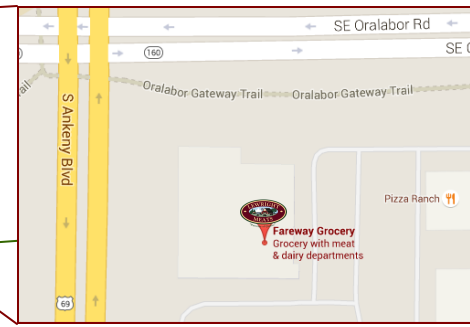 SE Oralabor Rd
160
SE
Oralabor Gateway Trail
Oralabor Gateway Trail
S Ankeny Blvd
Pizza Ranch
MEATS
Fareway Grocery
Grocery with meat
& dairy departments
69